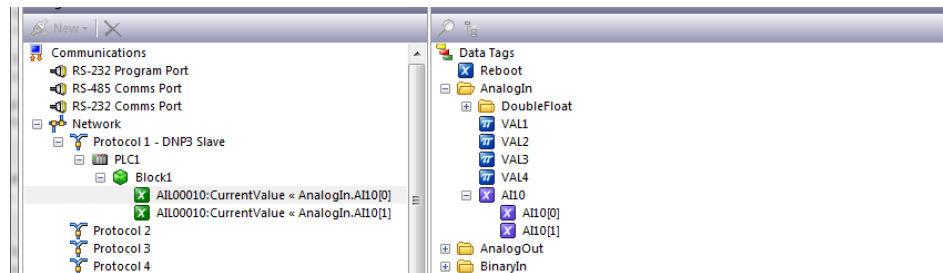 New
Communications
RS-232 Program Port
RS-485 Comms Port
RS-232 Comms Port
Network
Protocol 1 - DNP3 Slave
PLC1
Block1
AIL00010:CurrentValue « AnalogIn.AI10[0]
AIL00010:CurrentValue « AnalogIn.AI10[1]
Protocol 2
Protocol 3
Protocol 4
Data Tags
Reboot
AnalogIn
DoubleFloat
VAL1
VAL2
VAL3
VAL4
AI10
AI10[0]
AI10[1]
AnalogOut
BinaryIn